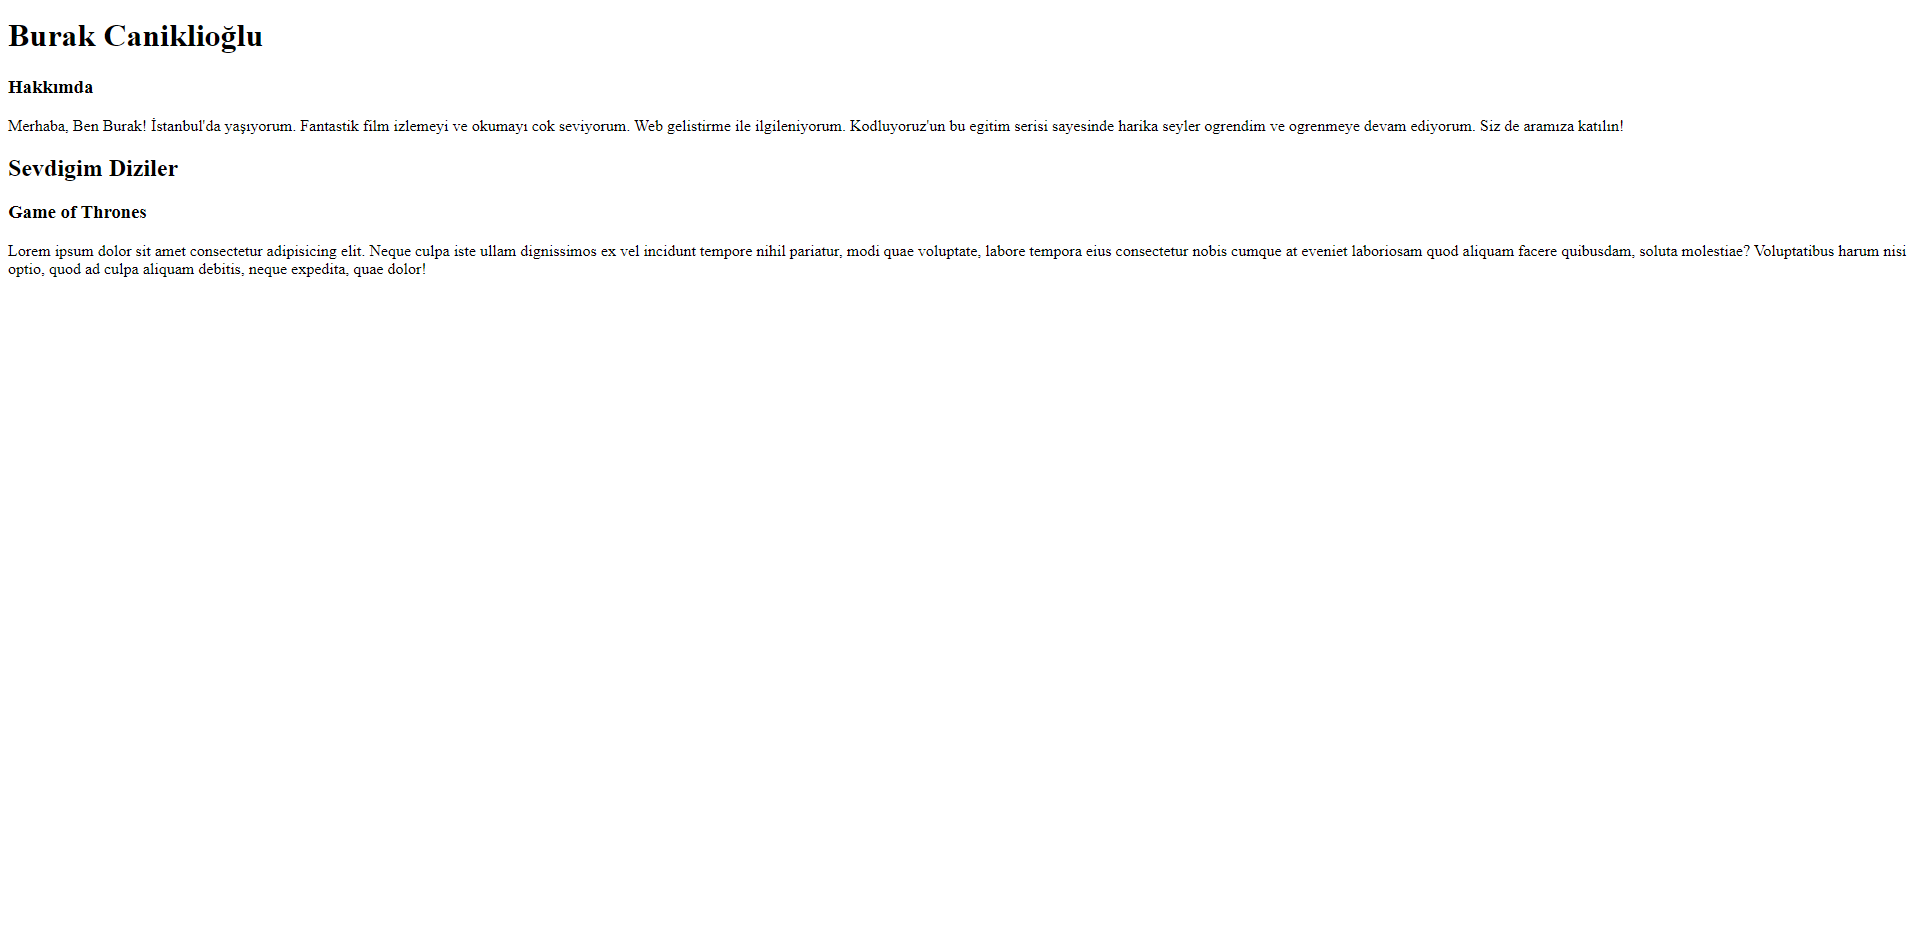 Burak Caniklioğlu
Hakkımda
Merhaba, Ben Burak! İstanbul'da yaşıyorum. Fantastik film izlemeyi ve okumayı cok seviyorum. Web gelistirme ile ilgileniyorum. Kodluyoruz'un bu egitim serisi sayesinde harika seyler ogrendim ve ogrenmeye devam ediyorum. Siz de aramıza katılın!
Sevdigim Diziler
Game of Thrones
Lorem ipsum dolor sit amet consectetur adipisicing elit. Neque culpa iste ullam dignissimos ex vel incidunt tempore nihil pariatur, modi quae voluptate, labore tempora eius consectetur nobis cumque at eveniet laboriosam quod aliquam facere quibusdam, soluta molestiae? Voluptatibus harum nisi
optio, quod ad culpa aliquam debitis, neque expedita, quae dolor!